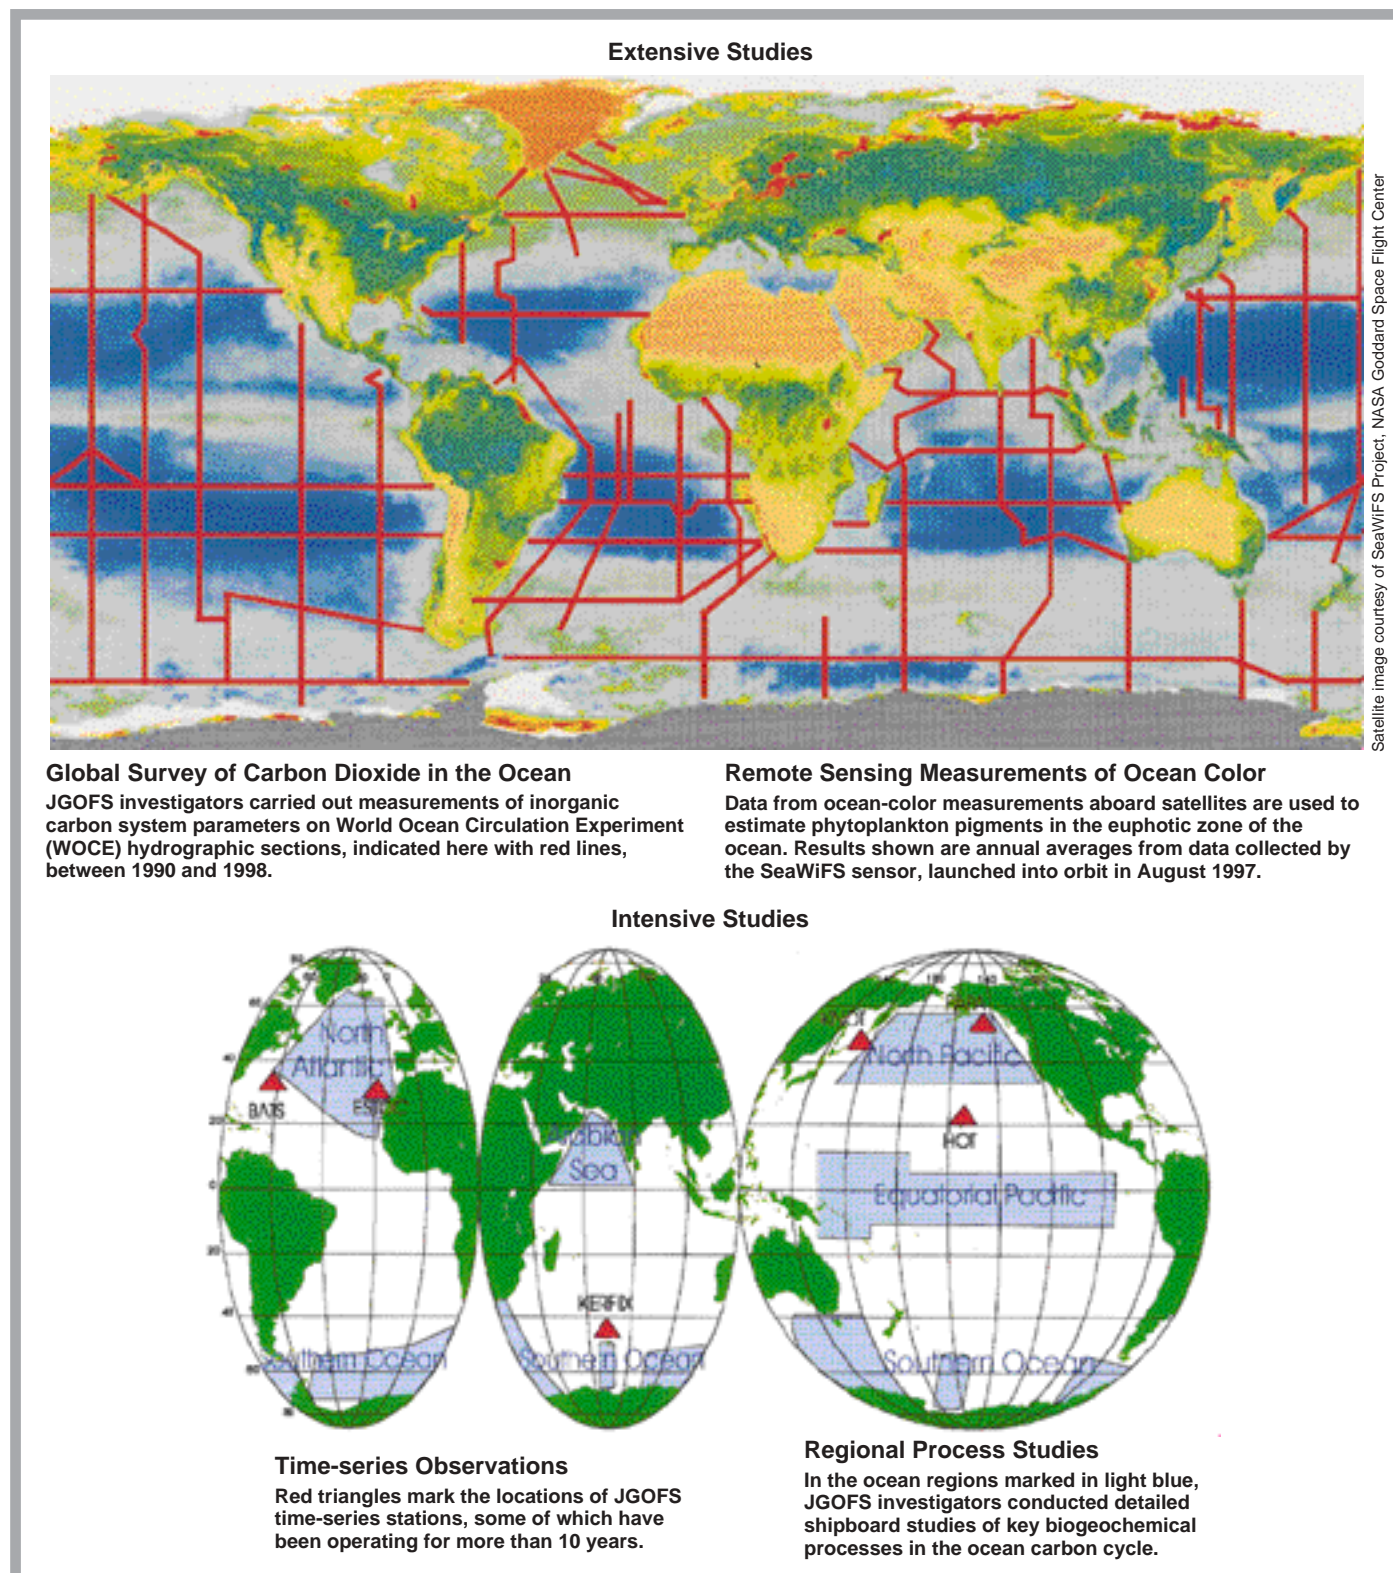 Extensive Studies
Satellite image courtesy of SeaWiFS Project, NASA Goddard Space Flight Center
Global Survey of Carbon Dioxide in the Ocean
JGOFS investigators carried out measurements of inorganic
carbon system parameters on World Ocean Circulation Experiment
(WOCE) hydrographic sections, indicated here with red lines,
between 1990 and 1998.
Remote Sensing Measurements of Ocean Color
Data from ocean-color measurements aboard satellites are used to
estimate phytoplankton pigments in the euphotic zone of the
ocean. Results shown are annual averages from data collected by
the SeaWiFS sensor, launched into orbit in August 1997.
Intensive Studies
North
Atlantic
BATS
Southern Ocean
40
20
0
20
Arabian
Sea
KERFIX
Southern Ocean
KNOT
North Pacific
HOT
Equatorial Pacific
Southern Ocean
Time-series Observations
Red triangles mark the locations of JGOFS
time-series stations, some of which have
been operating for more than 10 years.
Regional Process Studies
In the ocean regions marked in light blue,
JGOFS investigators conducted detailed
shipboard studies of key biogeochemical
processes in the ocean carbon cycle.